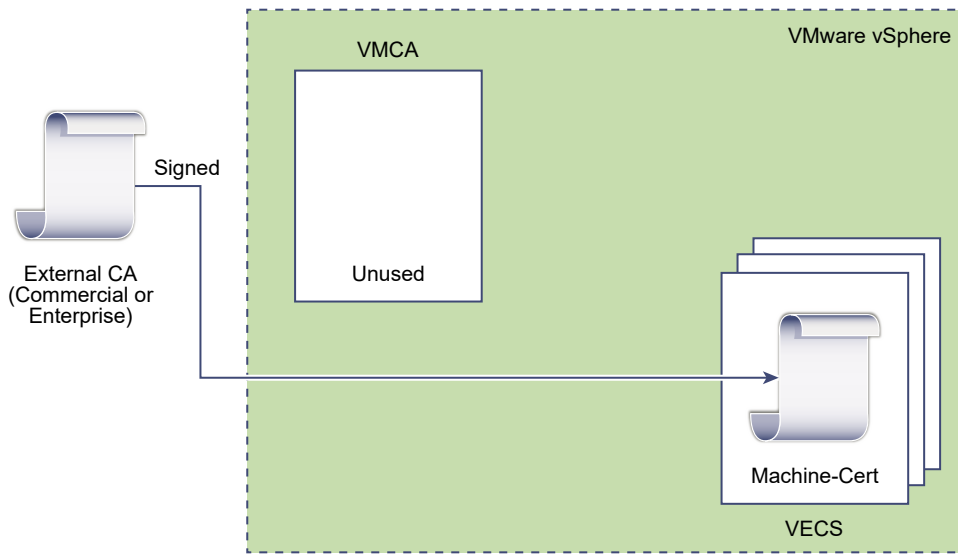 VMware vSphere
VMCA
Signed
Unused
External CA
(Commercial or
Enterprise)
Machine-Cert
VECS